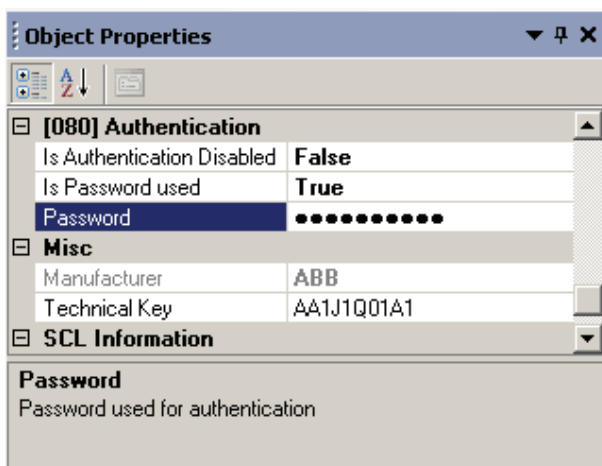 Object Properties
[080] Authentication
Is Authentication Disabled False
Is Password used True
Password ●●●●●●●●●●
Misc
Manufacturer ABB
Technical Key AA1J1Q01A1
SCL Information
Password
Password used for authentication